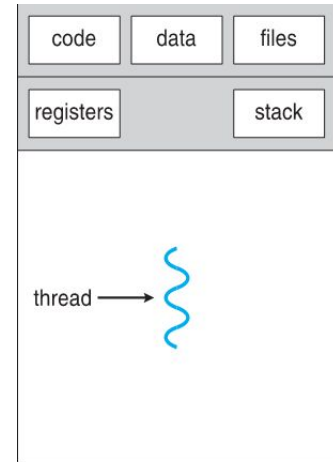 code data files
registers stack
thread